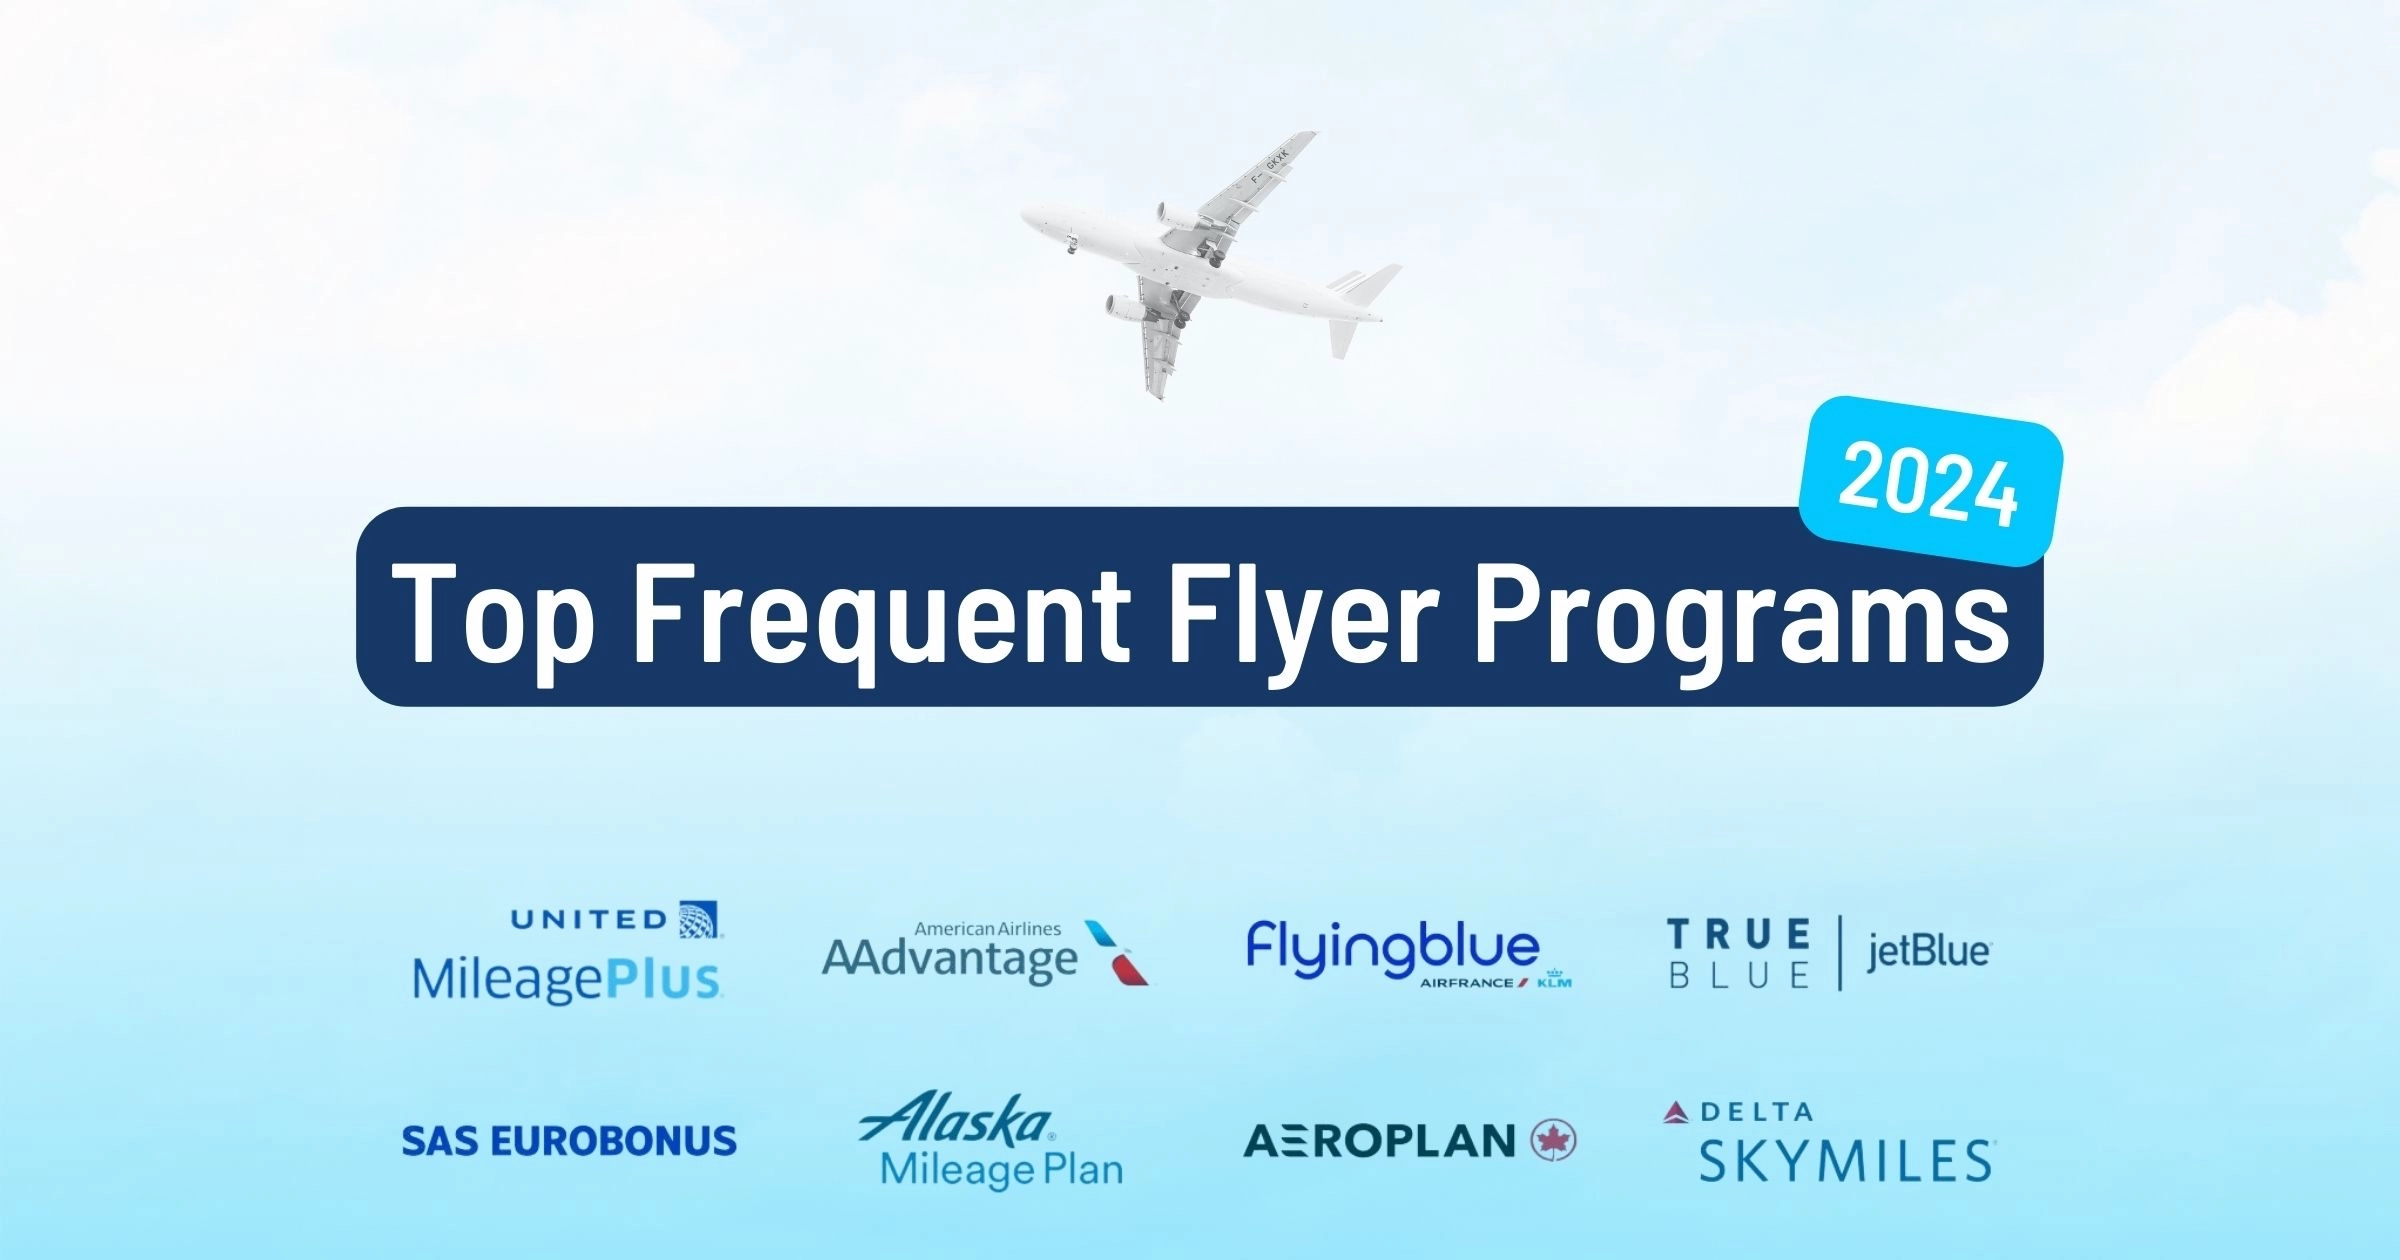 F-GKXK
2024
Top Frequent Flyer Programs
UNITED
MileagePlus
American Airlines
AAdvantage
Flyingblue
AIRFRANCE KLM
TRUE
BLUE
jetBlue
SAS EUROBONUS
Alaska
Mileage Plan
AEROPLAN
DELTA
SKYMILES